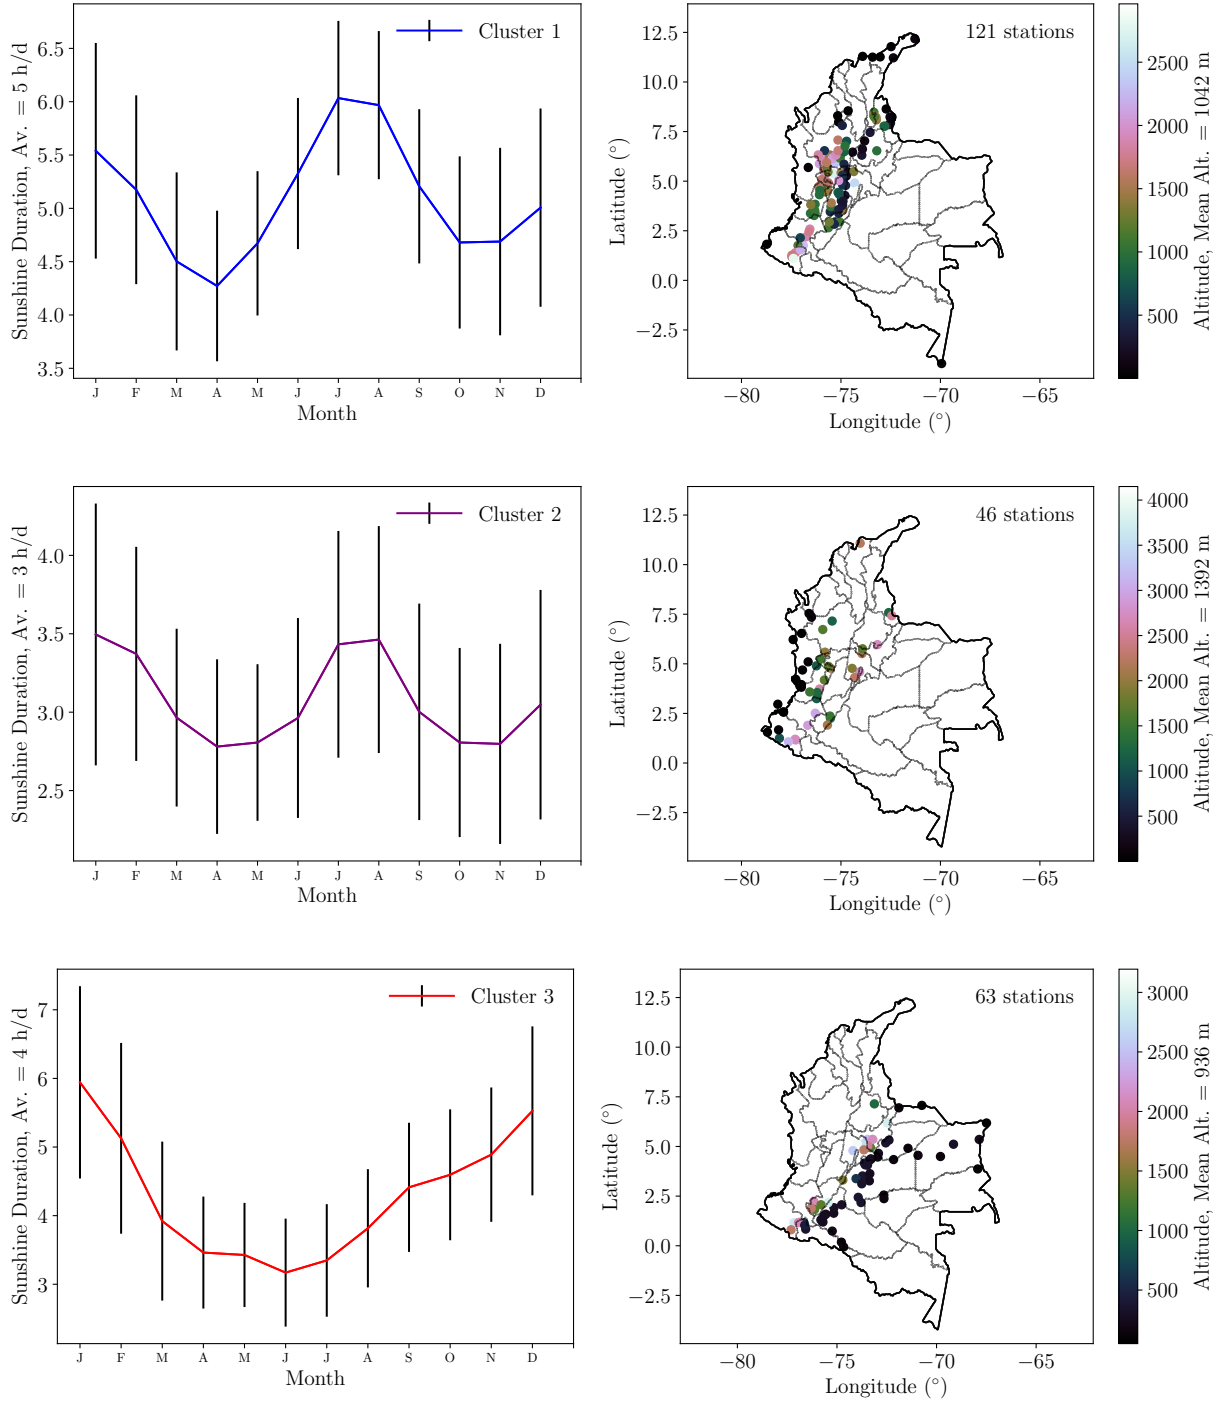 Cluster 1
Sunshine Duration, Av. = 5 h/d
6.5
6.0
5.5
5.0
4.5
4.0
3.5
J F M A M J J A S O N D
Month
121 stations
Latitude (°)
12.5
10.0
7.5
5.0
2.5
0.0
−2.5
−80 −75 −70 −65
Longitude (°)
2500
2000
1500
1000
500
Altitude, Mean Alt. = 1042 m
Cluster 2
Sunshine Duration, Av. = 3 h/d
4.0
3.5
3.0
2.5
J F M A M J J A S O N D
Month
46 stations
Latitude (°)
12.5
10.0
7.5
5.0
2.5
0.0
−2.5
−80 −75 −70 −65
Longitude (°)
4000
3500
3000
2500
2000
1500
1000
500
Altitude, Mean Alt. = 1392 m
Cluster 3
Sunshine Duration, Av. = 4 h/d
7
6
5
4
3
J F M A M J J A S O N D
Month
63 stations
Latitude (°)
12.5
10.0
7.5
5.0
2.5
0.0
−2.5
−80 −75 −70 −65
Longitude (°)
3000
2500
2000
1500
1000
500
Altitude, Mean Alt. = 936 m